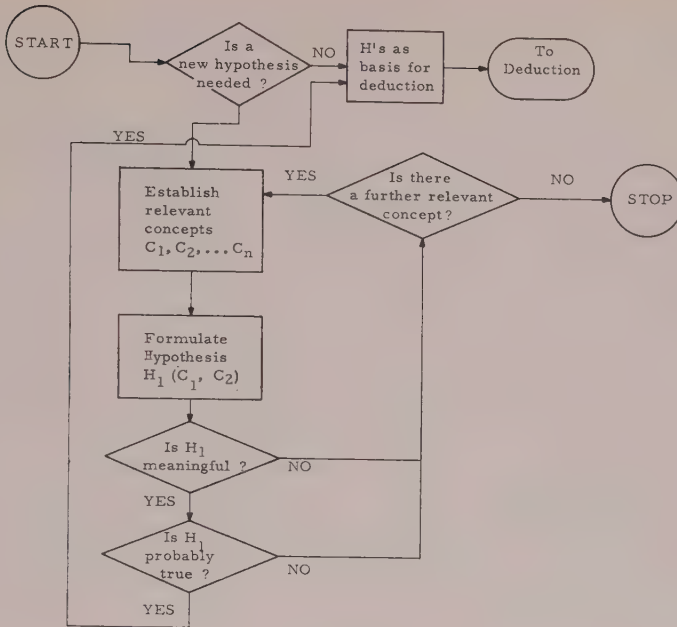 START
Is a
new hypothesis
needed ?
NO
H's as
basis for
deduction
To
Deduction
YES
Establish
relevant
concepts
C1, C2, ... Cn
YES
Is there
a further relevant
concept?
NO
STOP
Formulate
Hypothesis
H1 (C1, C2)
Is H1
meaningful ?
NO
YES
Is H1
probably
true ?
NO
YES